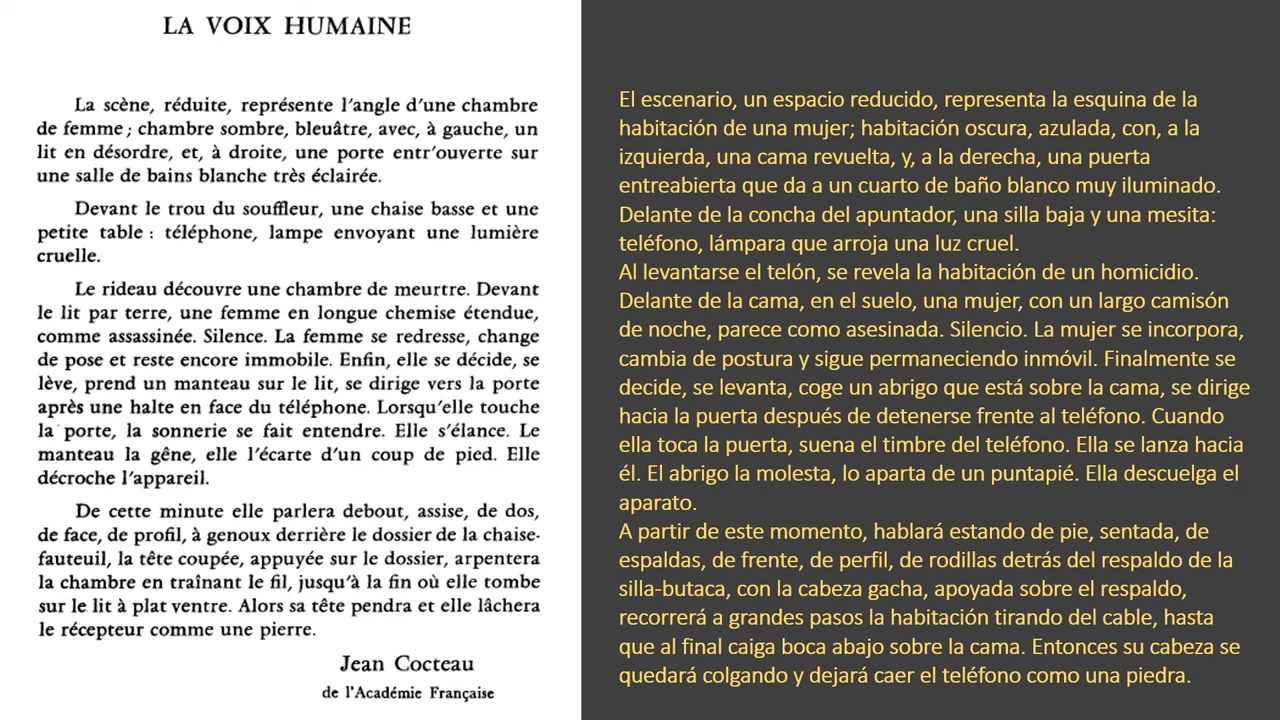 LA VOIX HUMAINE
La scène, réduite, représente l'angle d'une chambre
de femme; chambre sombre, bleuâtre, avec, à gauche, un
lit en désordre, et, à droite, une porte entr'ouverte sur
une salle de bains blanche très éclairée.
Devant le trou du souffleur, une chaise basse et une
petite table : téléphone, lampe envoyant une lumière
cruelle.
Le rideau découvre une chambre de meurtre. Devant
le lit par terre, une femme en longue chemise étendue,
comme assassinée. Silence. La femme se redresse, change
de pose et reste encore immobile. Enfin, elle se décide, se
lève, prend un manteau sur le lit, se dirige vers la porte
après une halte en face du téléphone. Lorsqu'elle touche
la porte, la sonnerie se fait entendre. Elle s'élance. Le
manteau la gêne, elle l'écarte d'un coup de pied. Elle
décroche l'appareil.
De cette minute elle parlera debout, assise, de dos,
de face, de profil, à genoux derrière le dossier de la chaise-
fauteuil, la tête coupée, appuyée sur le dossier, arpentera
la chambre en traînant le fil, jusqu'à la fin où elle tombe
sur le lit à plat ventre. Alors sa tête pendra et elle lâchera
le récepteur comme une pierre.
Jean Cocteau
de l'Académie Française
El escenario, un espacio reducido, representa la esquina de la
habitación de una mujer; habitación oscura, azulada, con, a la
izquierda, una cama revuelta, y, a la derecha, una puerta
entreabierta que da a un cuarto de baño blanco muy iluminado.
Delante de la concha del apuntador, una silla baja y una mesita:
teléfono, lámpara que arroja una luz cruel.
Al levantarse el telón, se revela la habitación de un homicidio.
Delante de la cama, en el suelo, una mujer, con un largo camisón
de noche, parece como asesinada. Silencio. La mujer se incorpora,
cambia de postura y sigue permaneciendo inmóvil. Finalmente se
decide, se levanta, coge un abrigo que está sobre la cama, se dirige
hacia la puerta después de detenerse frente al teléfono. Cuando
ella toca la puerta, suena el timbre del teléfono. Ella se lanza hacia
él. El abrigo la molesta, lo aparta de un puntapié. Ella descuelga el
aparato.
A partir de este momento, hablará estando de pie, sentada, de
espaldas, de frente, de perfil, de rodillas detrás del respaldo de la
silla-butaca, con la cabeza gacha, apoyada sobre el respaldo,
recorrerá a grandes pasos la habitación tirando del cable, hasta
que al final caiga boca abajo sobre la cama. Entonces su cabeza se
quedará colgando y dejará caer el teléfono como una piedra.